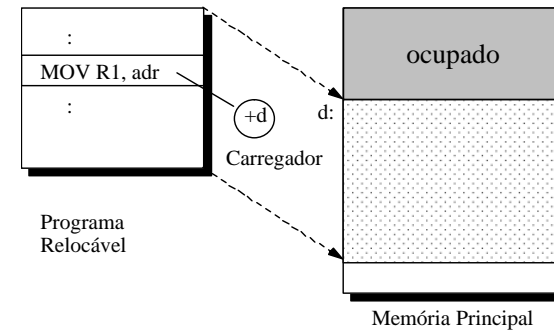 :
MOV R1, adr
:
+d
Carregador
Programa
Relocável
ocupado
d:
Memória Principal